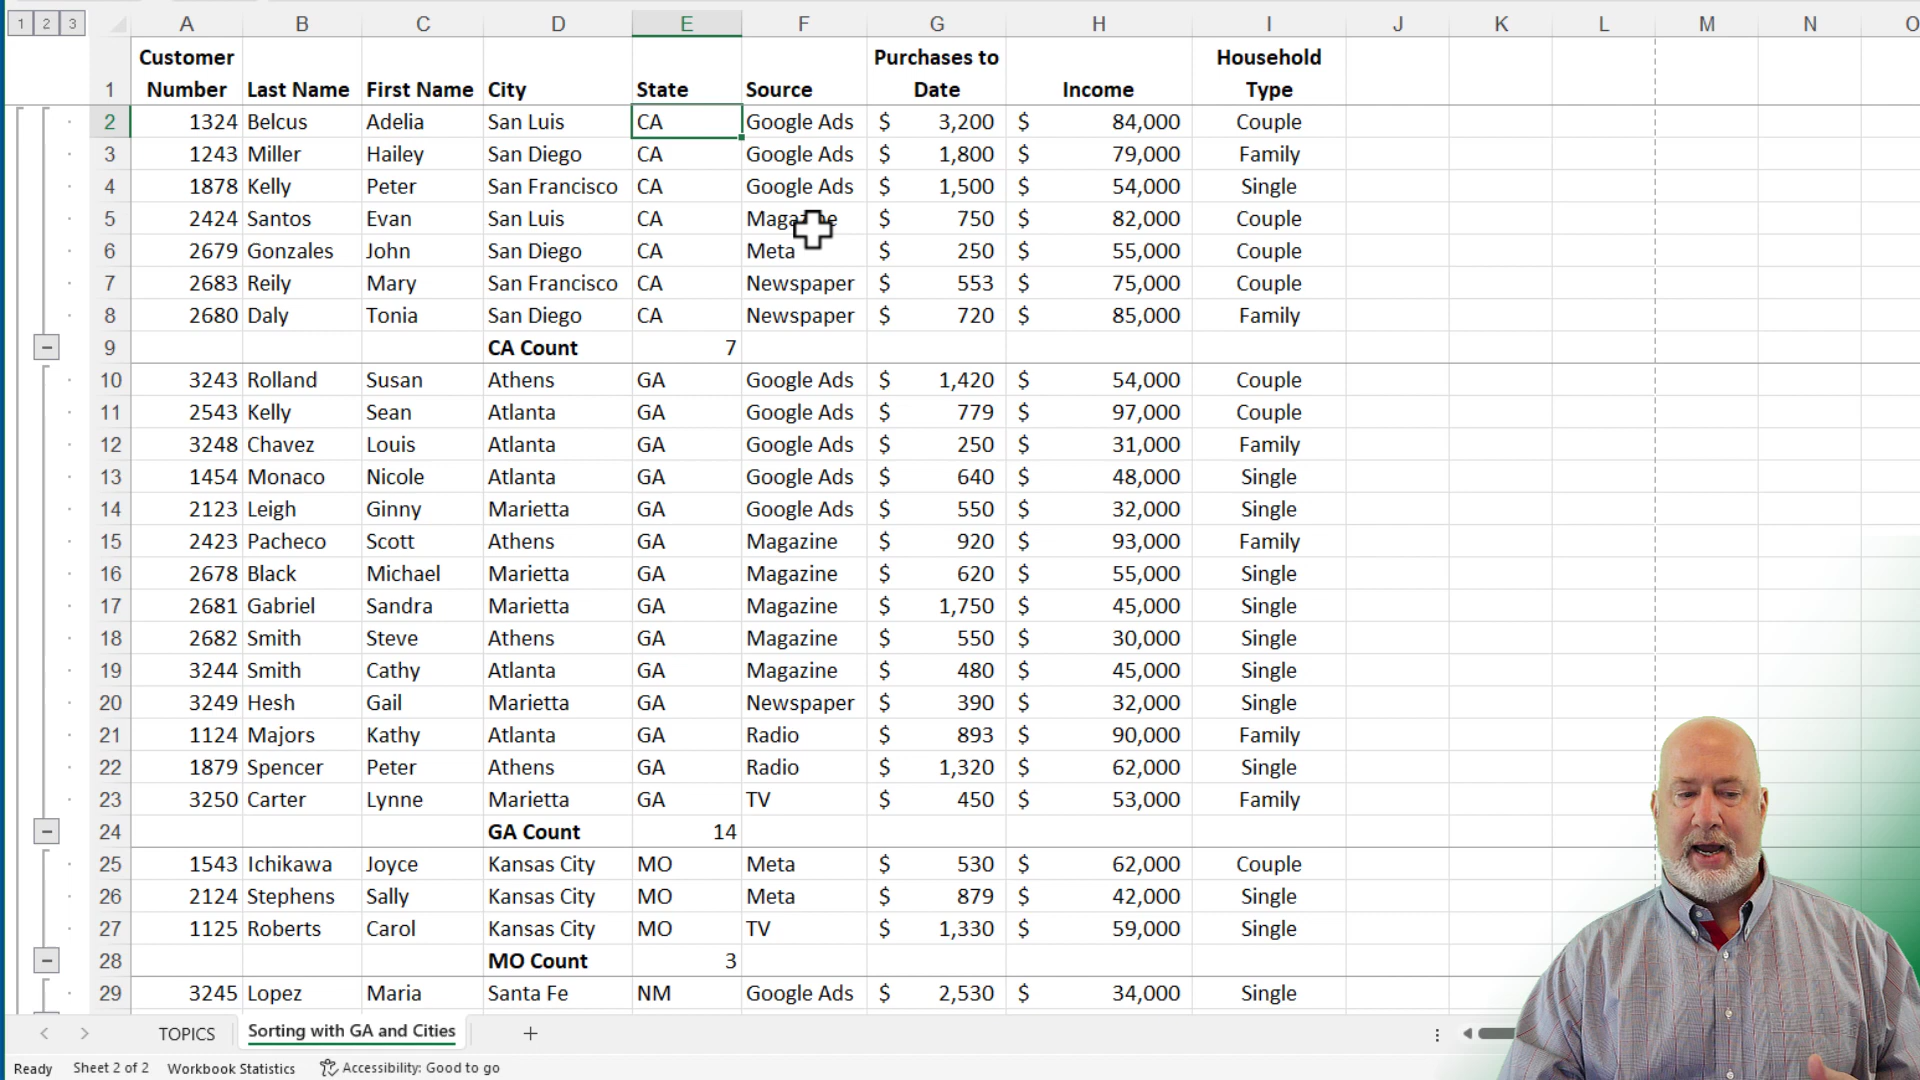 1 2 3 A B C D E F G H I J K L M N O
Customer Purchases to Household
1 Number Last Name First Name City State Source Date Income Type
2 1324 Belcus Adelia San Luis CA Google Ads $ 3,200 $ 84,000 Couple
3 1243 Miller Hailey San Diego CA Google Ads $ 1,800 $ 79,000 Family
4 1878 Kelly Peter San Francisco CA Google Ads $ 1,500 $ 54,000 Single
5 2424 Santos Evan San Luis CA Magazine $ 750 $ 82,000 Couple
6 2679 Gonzales John San Diego CA Meta $ 250 $ 55,000 Couple
7 2683 Reily Mary San Francisco CA Newspaper $ 553 $ 75,000 Couple
8 2680 Daly Tonia San Diego CA Newspaper $ 720 $ 85,000 Family
9 CA Count 7
10 3243 Rolland Susan Athens GA Google Ads $ 1,420 $ 54,000 Couple
11 2543 Kelly Sean Atlanta GA Google Ads $ 779 $ 97,000 Couple
12 3248 Chavez Louis Atlanta GA Google Ads $ 250 $ 31,000 Family
13 1454 Monaco Nicole Atlanta GA Google Ads $ 640 $ 48,000 Single
14 2123 Leigh Ginny Marietta GA Google Ads $ 550 $ 32,000 Single
15 2423 Pacheco Scott Athens GA Magazine $ 920 $ 93,000 Family
16 2678 Black Michael Marietta GA Magazine $ 620 $ 55,000 Single
17 2681 Gabriel Sandra Marietta GA Magazine $ 1,750 $ 45,000 Single
18 2682 Smith Steve Athens GA Magazine $ 550 $ 30,000 Single
19 3244 Smith Cathy Atlanta GA Magazine $ 480 $ 45,000 Single
20 3249 Hesh Gail Marietta GA Newspaper $ 390 $ 32,000 Single
21 1124 Majors Kathy Atlanta GA Radio $ 893 $ 90,000 Family
22 1879 Spencer Peter Athens GA Radio $ 1,320 $ 62,000 Single
23 3250 Carter Lynne Marietta GA TV $ 450 $ 53,000 Family
24 GA Count 14
25 1543 Ichikawa Joyce Kansas City MO Meta $ 530 $ 62,000 Couple
26 2124 Stephens Sally Kansas City MO Meta $ 879 $ 42,000 Single
27 1125 Roberts Carol Kansas City MO TV $ 1,330 $ 59,000 Single
28 MO Count 3
29 3245 Lopez Maria Santa Fe NM Google Ads $ 2,530 $ 34,000 Single
TOPICS Sorting with GA and Cities
Ready Sheet 2 of 2 Workbook Statistics Accessibility: Good to go